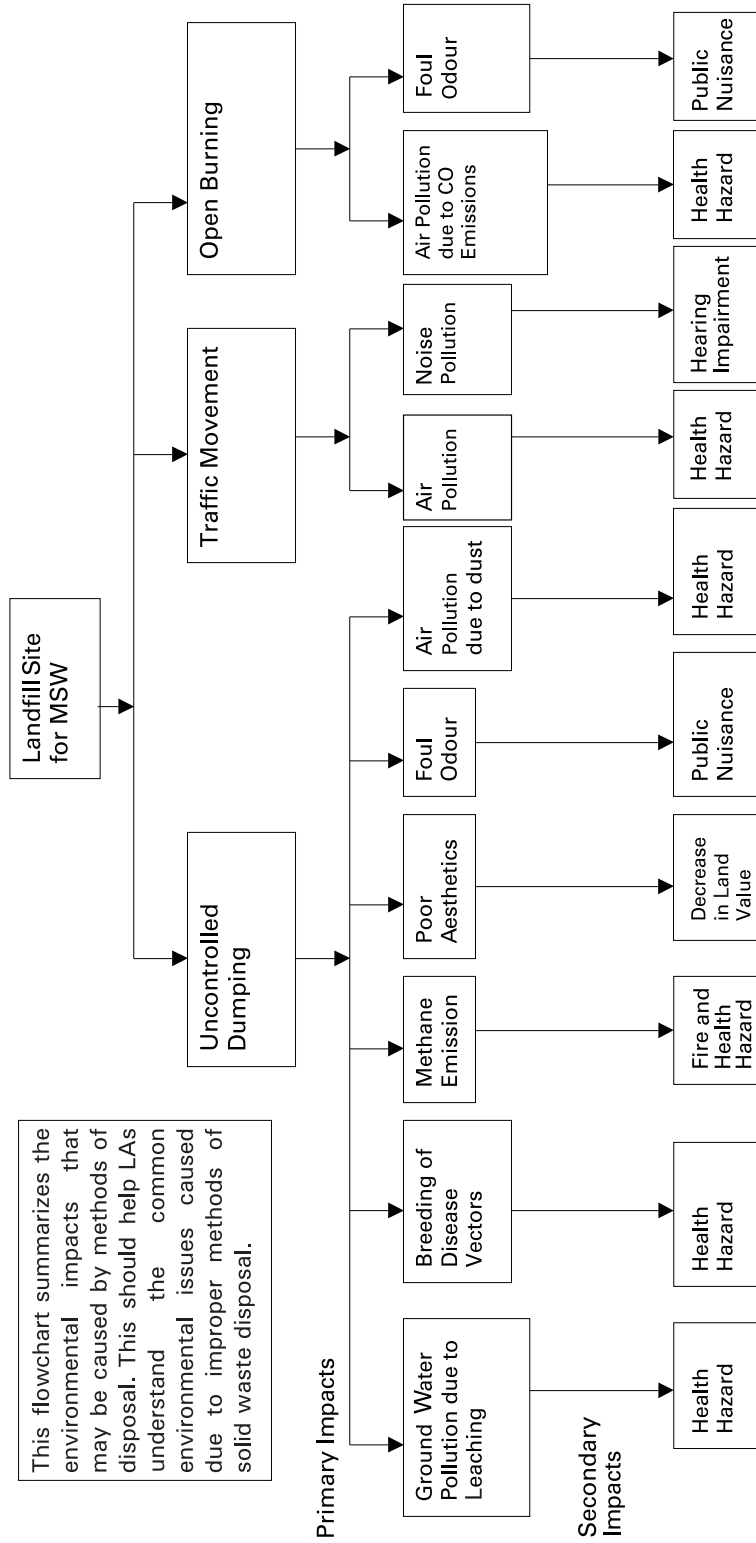 This flowchart summarizes the
environmental impacts that
may be caused by methods of
disposal. This should help LAs
understand the common
environmental issues caused
due to improper methods of
solid waste disposal.
Landfill Site
for MSW
Uncontrolled
Dumping
Traffic Movement
Open Burning
Primary Impacts
Ground Water
Pollution due to
Leaching
Breeding of
Disease
Vectors
Methane
Emission
Poor
Aesthetics
Foul
Odour
Air
Pollution
due to dust
Air
Pollution
Noise
Pollution
Air Pollution
due to CO
Emissions
Foul
Odour
Secondary
Impacts
Health
Hazard
Health
Hazard
Fire and
Health
Hazard
Decrease
in Land
Value
Public
Nuisance
Health
Hazard
Health
Hazard
Hearing
Impairment
Health
Hazard
Public
Nuisance